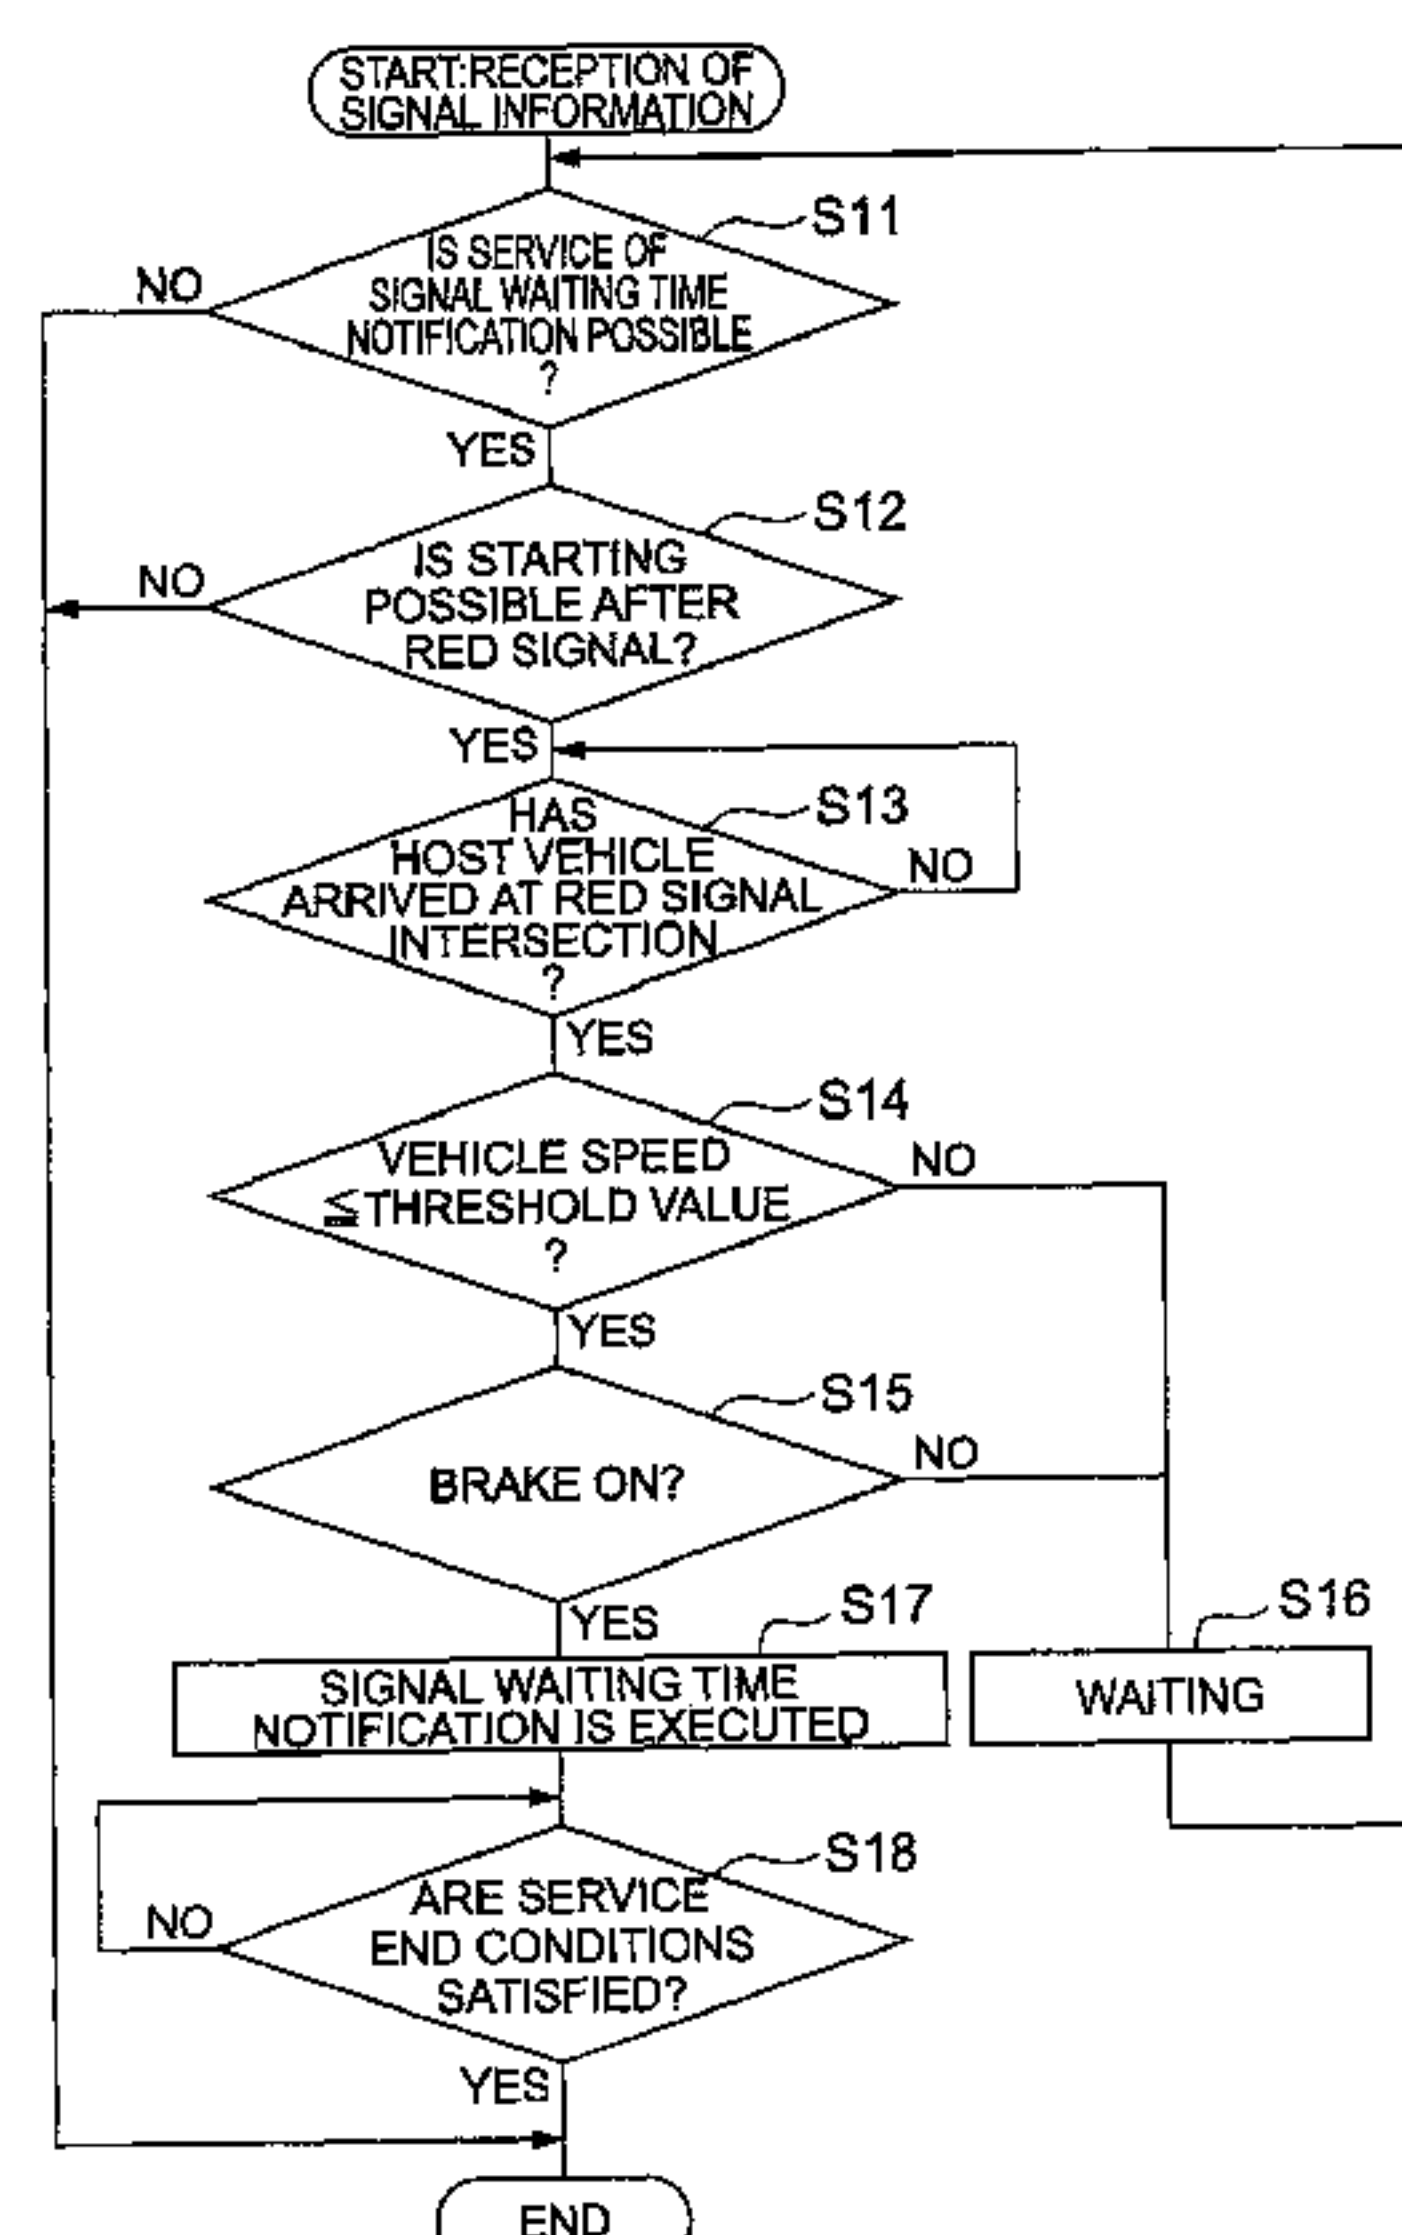 START:RECEPTION OF
SIGNAL INFORMATION
S11
IS SERVICE OF
SIGNAL WAITING TIME
NOTIFICATION POSSIBLE
?
NO
YES
S12
IS STARTING
POSSIBLE AFTER
RED SIGNAL?
NO
YES
S13
HAS
HOST VEHICLE
ARRIVED AT RED SIGNAL
INTERSECTION
?
NO
YES
S14
VEHICLE SPEED
≦THRESHOLD VALUE
?
NO
YES
S15
BRAKE ON?
NO
YES
S17
SIGNAL WAITING TIME
NOTIFICATION IS EXECUTED
S16
WAITING
S18
ARE SERVICE
END CONDITIONS
SATISFIED?
NO
YES
END